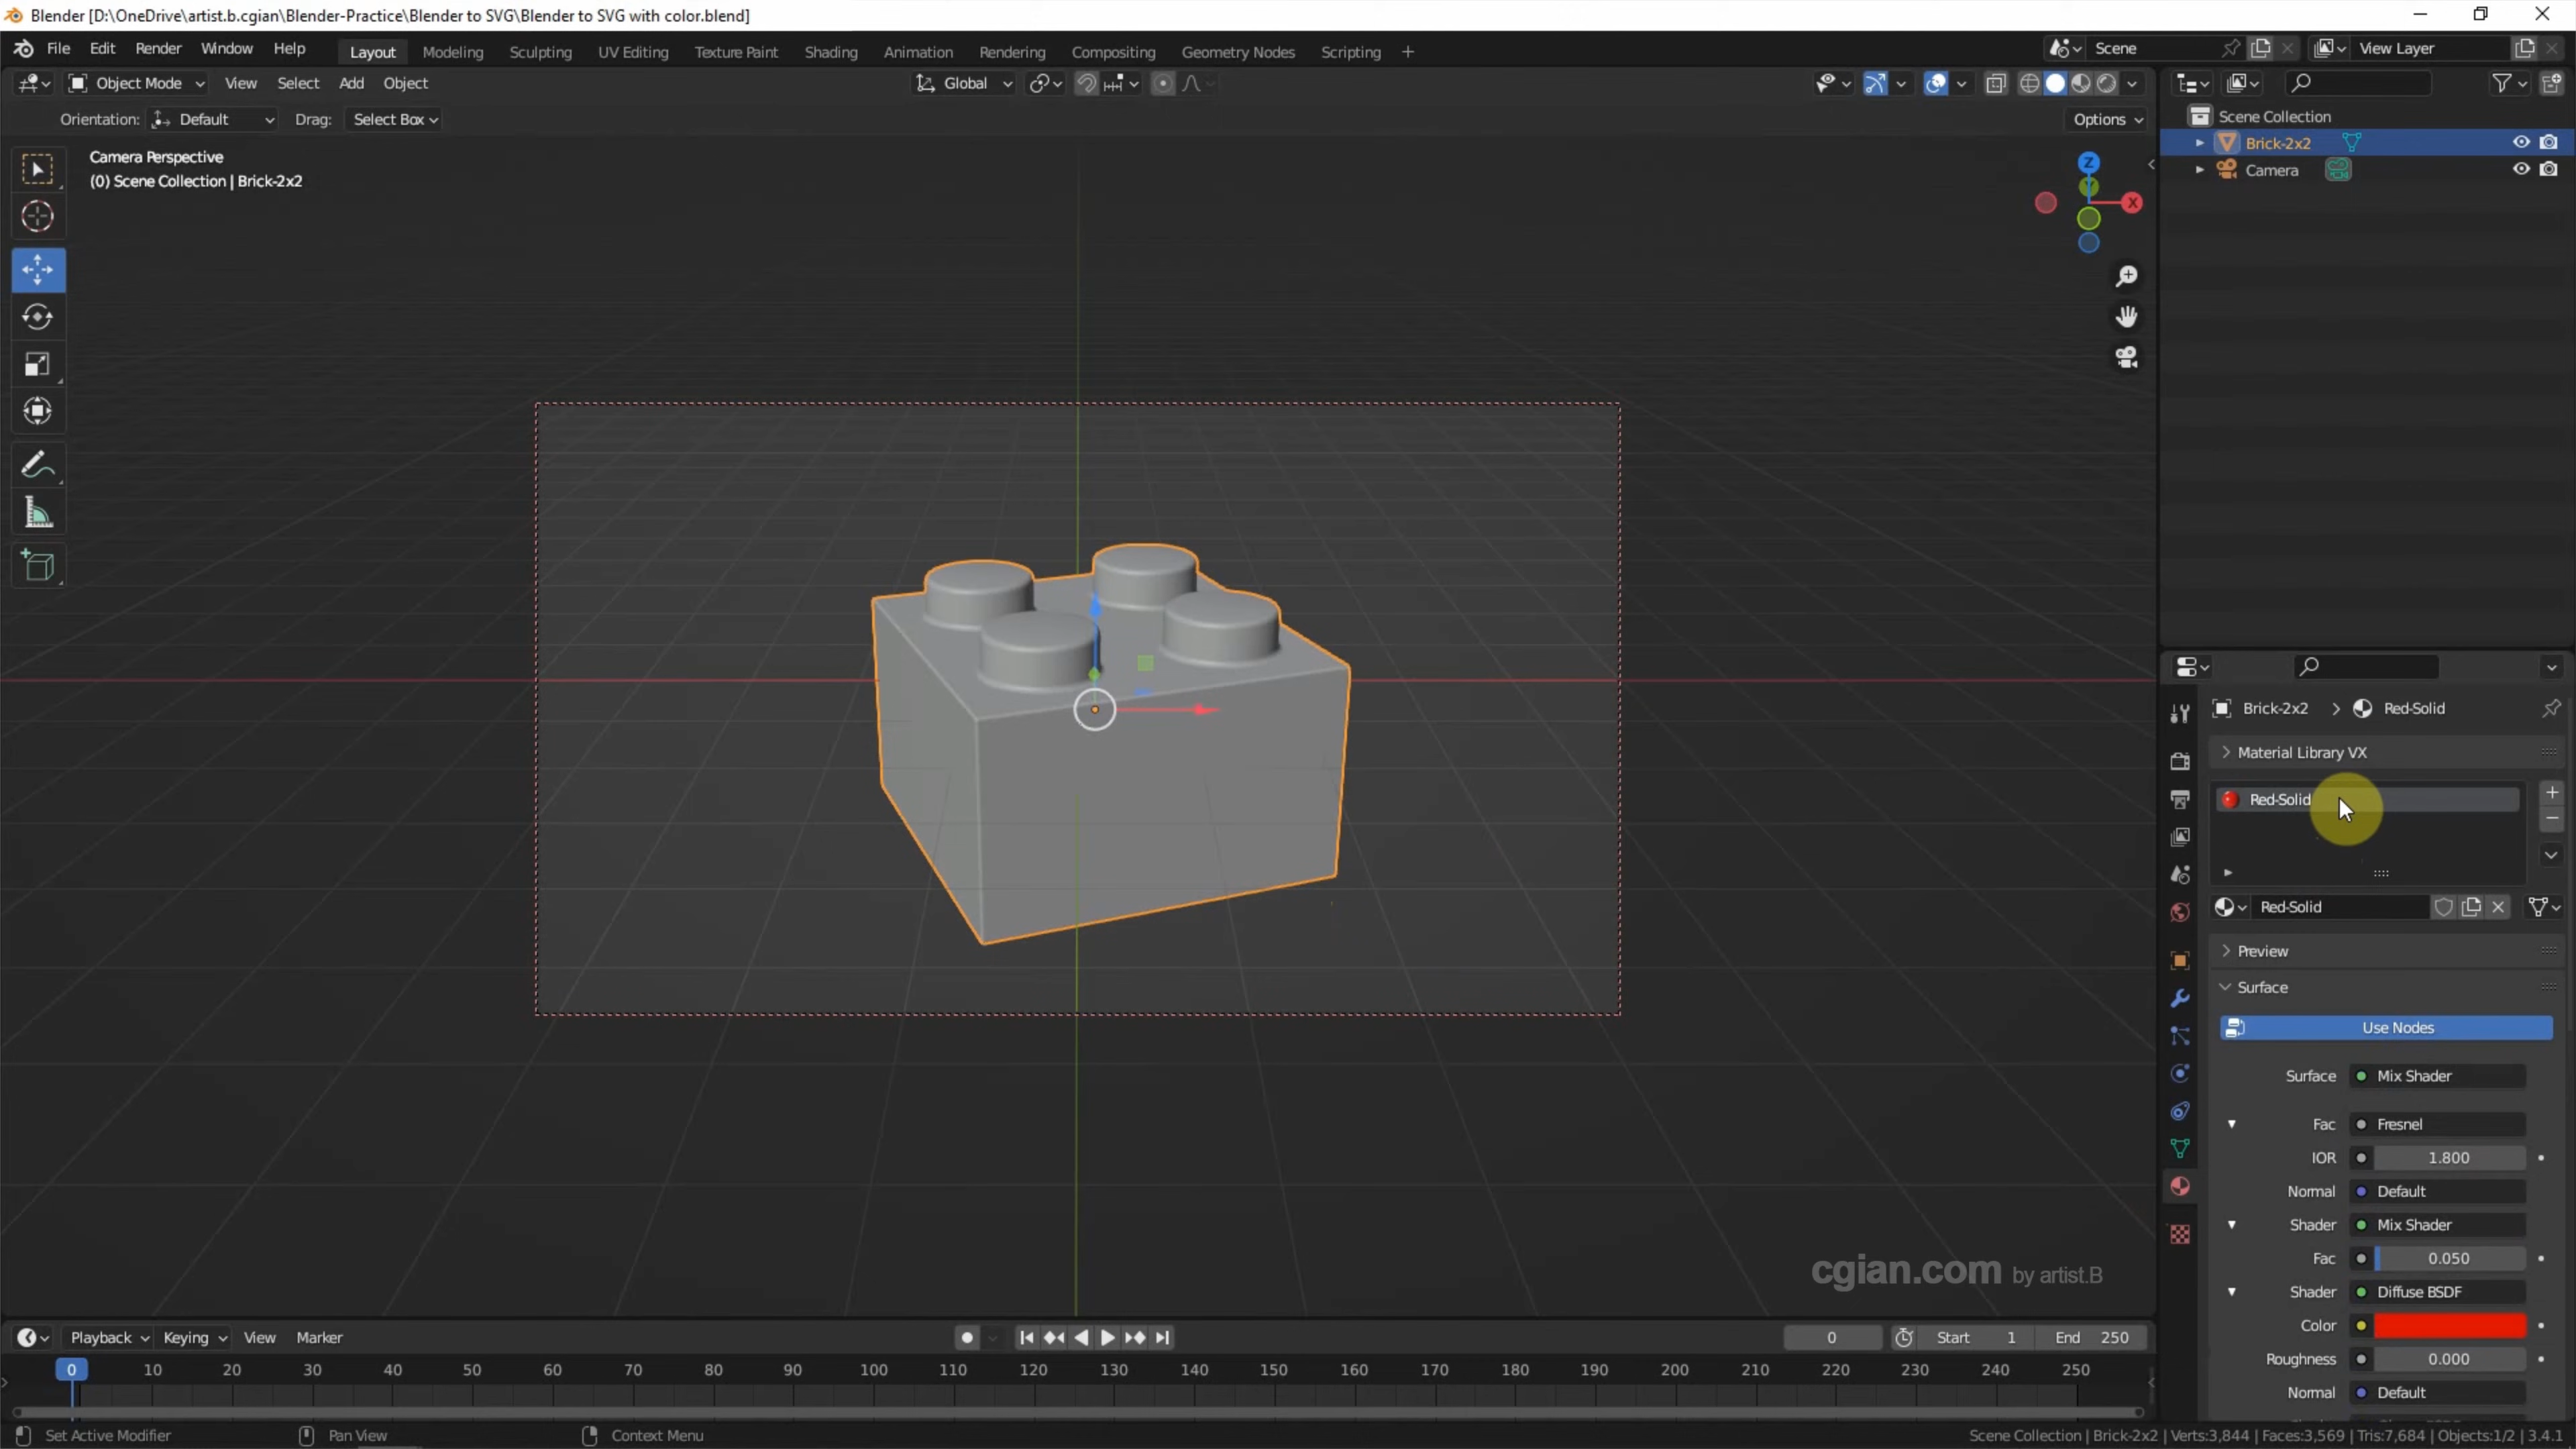 Blender [D:\OneDrive\artist.b.cgian\Blender-Practice\Blender to SVG\Blender to SVG with color.blend]
File Edit Render Window Help Layout Modeling Sculpting UV Editing Texture Paint Shading Animation Rendering Compositing Geometry Nodes Scripting + Scene View Layer
Object Mode View Select Add Object Global
Orientation: Default Drag: Select Box Options
Camera Perspective
(0) Scene Collection | Brick-2x2
Z
X
Scene Collection
Brick-2x2
Camera
Brick-2x2 > Red-Solid
Material Library VX
Red-Solid
Red-Solid
Preview
Surface
Use Nodes
Surface Mix Shader
Fac Fresnel
IOR 1.800
Normal Default
Shader Mix Shader
Fac 0.050
Shader Diffuse BSDF
Color
Roughness 0.000
Normal Default
cgian.com by artist.B
Playback Keying View Marker 0 Start 1 End 250
0 10 20 30 40 50 60 70 80 90 100 110 120 130 140 150 160 170 180 190 200 210 220 230 240 250
Set Active Modifier Pan View Context Menu Scene Collection | Brick-2x2 | Verts:3,844 | Faces:3,569 | Tris:7,684 | Objects:1/2 | 3.4.1